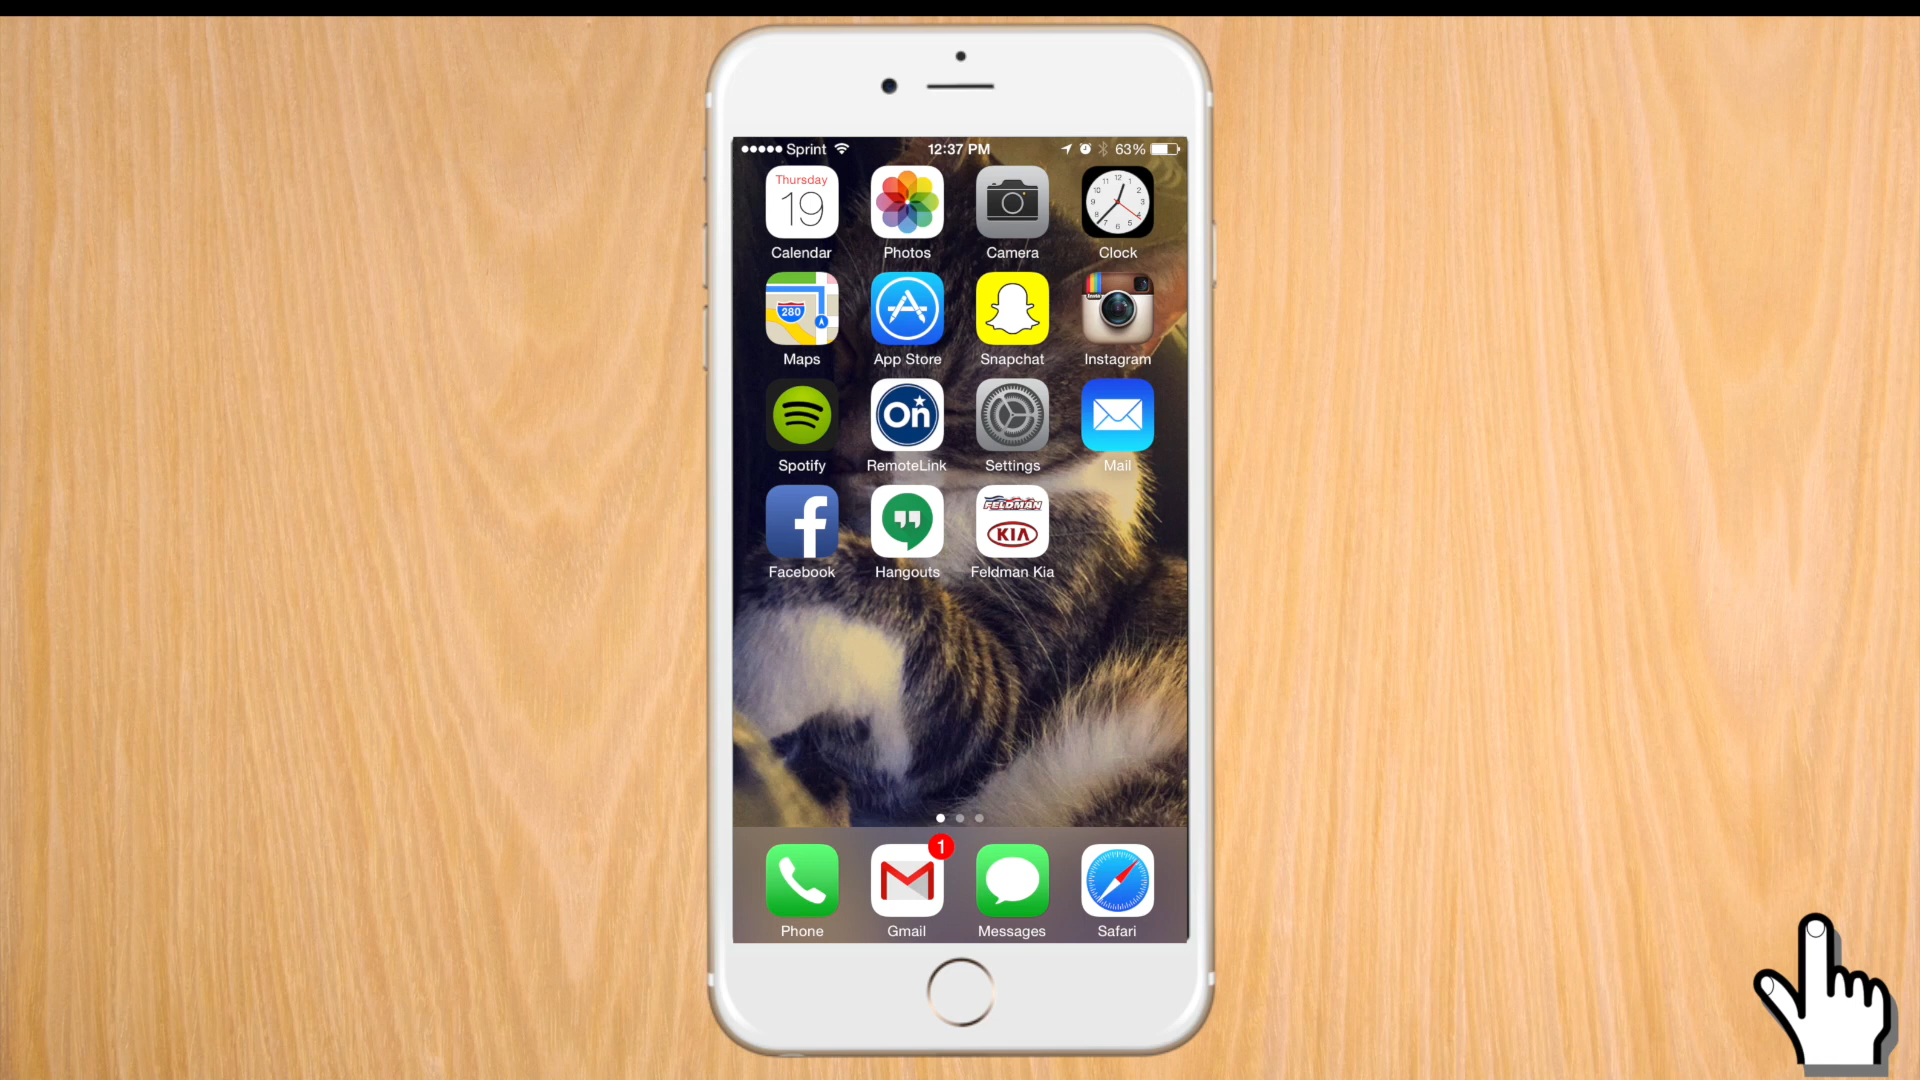 Sprint 12:37 PM 63%
Thursday
19
Calendar Photos Camera Clock
280
Maps App Store Snapchat Instagram
On
Spotify RemoteLink Settings Mail
FELDMAN
KIA
Facebook Hangouts Feldman Kia
1
Phone Gmail Messages Safari